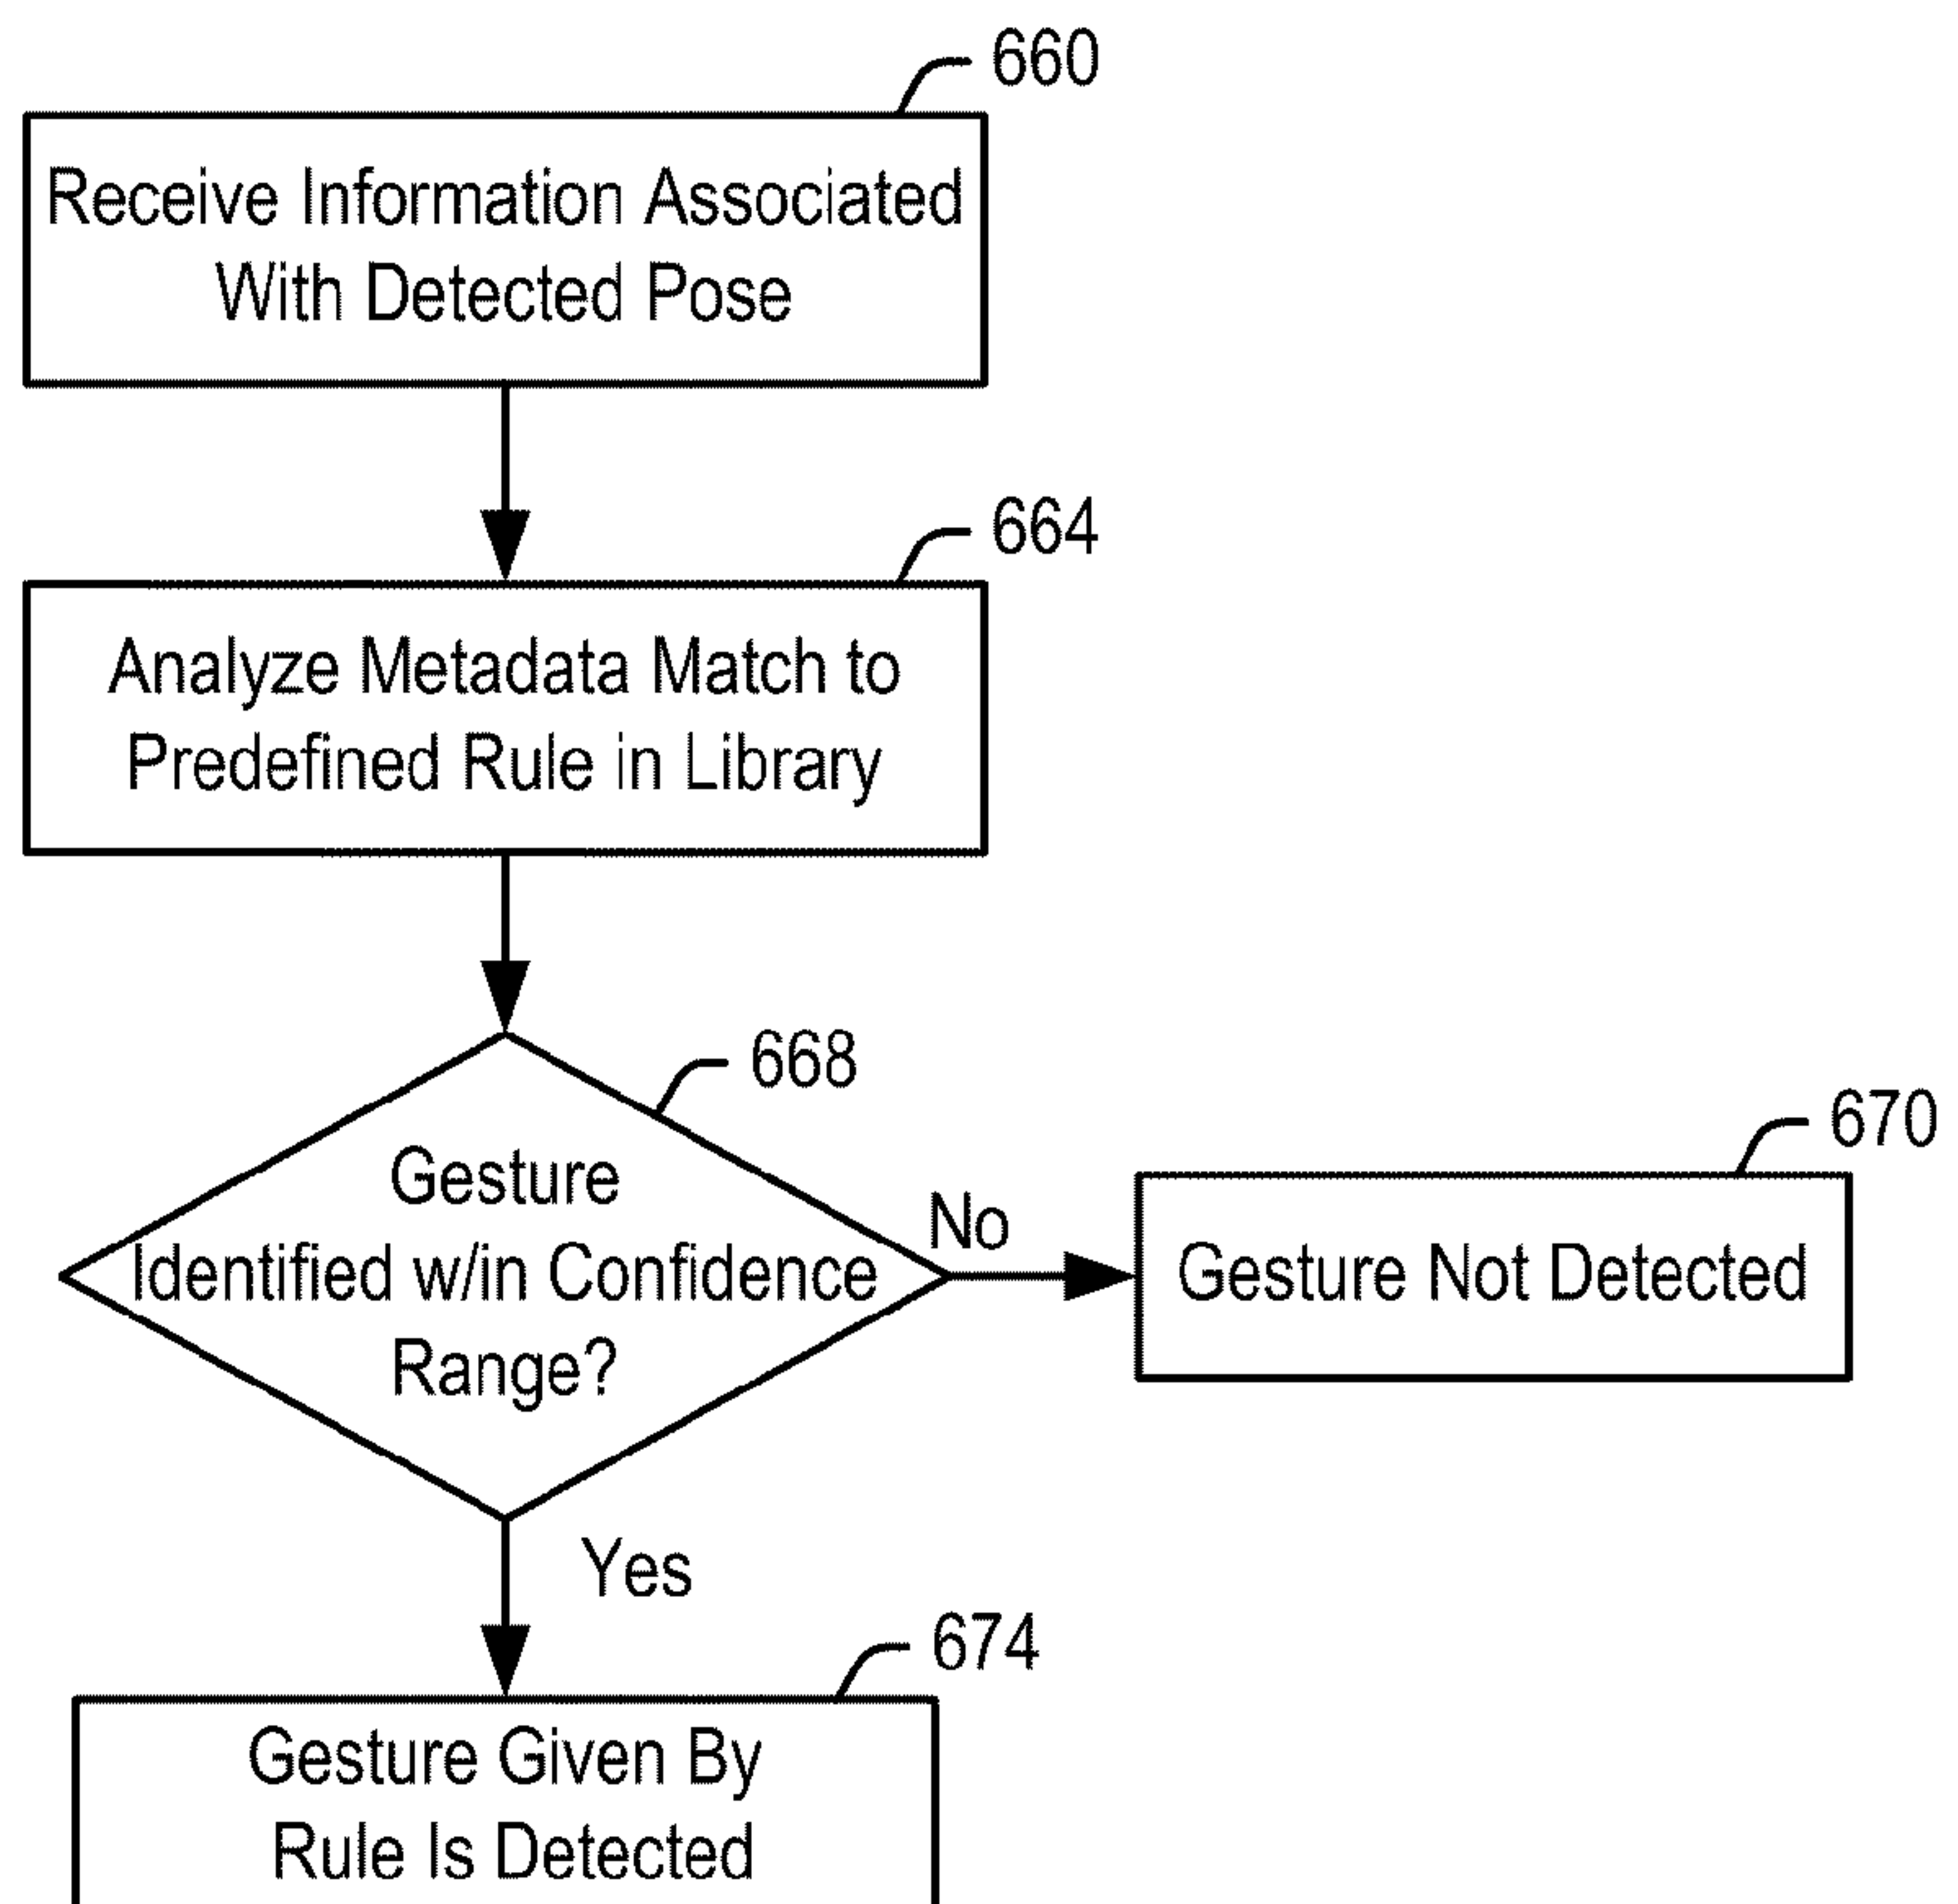 660
Receive Information Associated
With Detected Pose
664
Analyze Metadata Match to
Predefined Rule in Library
668
Gesture
Identified w/in Confidence
Range?
No
670
Gesture Not Detected
Yes
674
Gesture Given By
Rule Is Detected